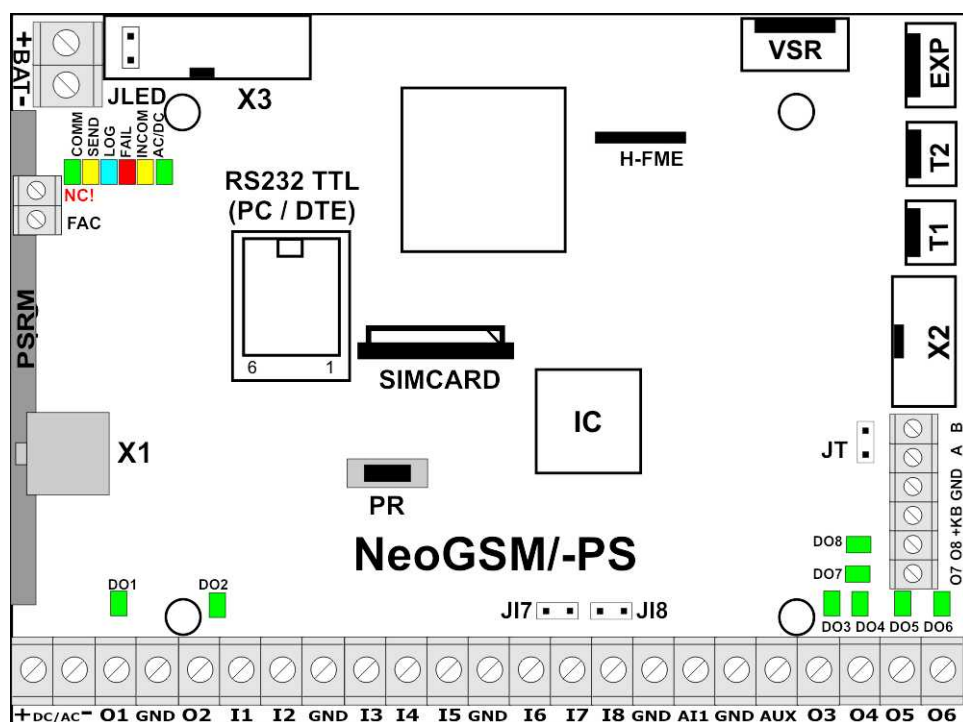 +BAT-
JLED
X3
VSR
EXP
COMM
SEND
LOG
FAIL
INCOM
AC/DC
H-FME
T2
NC!
FAC
RS232 TTL
(PC / DTE)
T1
PSRM
6 1
SIMCARD
X2
IC
X1
JT
B
A
GND
+KB
O8
O7
PR
NeoGSM/-PS
DO8
DO7
DO1
DO2
JI7
JI8
DO3 DO4 DO5 DO6
+ DC/AC - O1 GND O2 I1 I2 GND I3 I4 I5 GND I6 I7 I8 GND AI1 GND AUX O3 O4 O5 O6